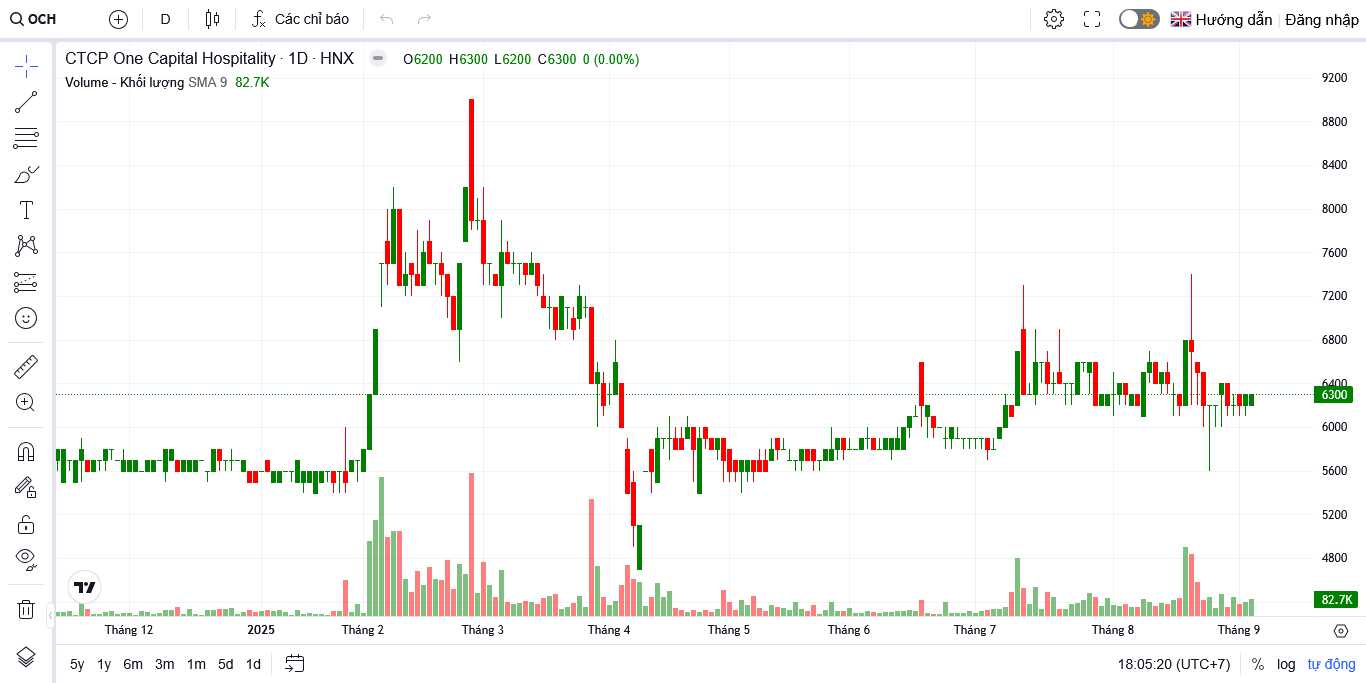 OCH D Các chỉ báo Hướng dẫn Đăng nhập
CTCP One Capital Hospitality · 1D · HNX O6200 H6300 L6200 C6300 0 (0.00%)
Volume - Khối lượng SMA 9 82.7K
9200
8800
8400
8000
7600
7200
6800
6400
6300
6000
5600
5200
4800
82.7K
Tháng 12 2025 Tháng 2 Tháng 3 Tháng 4 Tháng 5 Tháng 6 Tháng 7 Tháng 8 Tháng 9
5y 1y 6m 3m 1m 5d 1d 18:05:20 (UTC+7) % log tự động